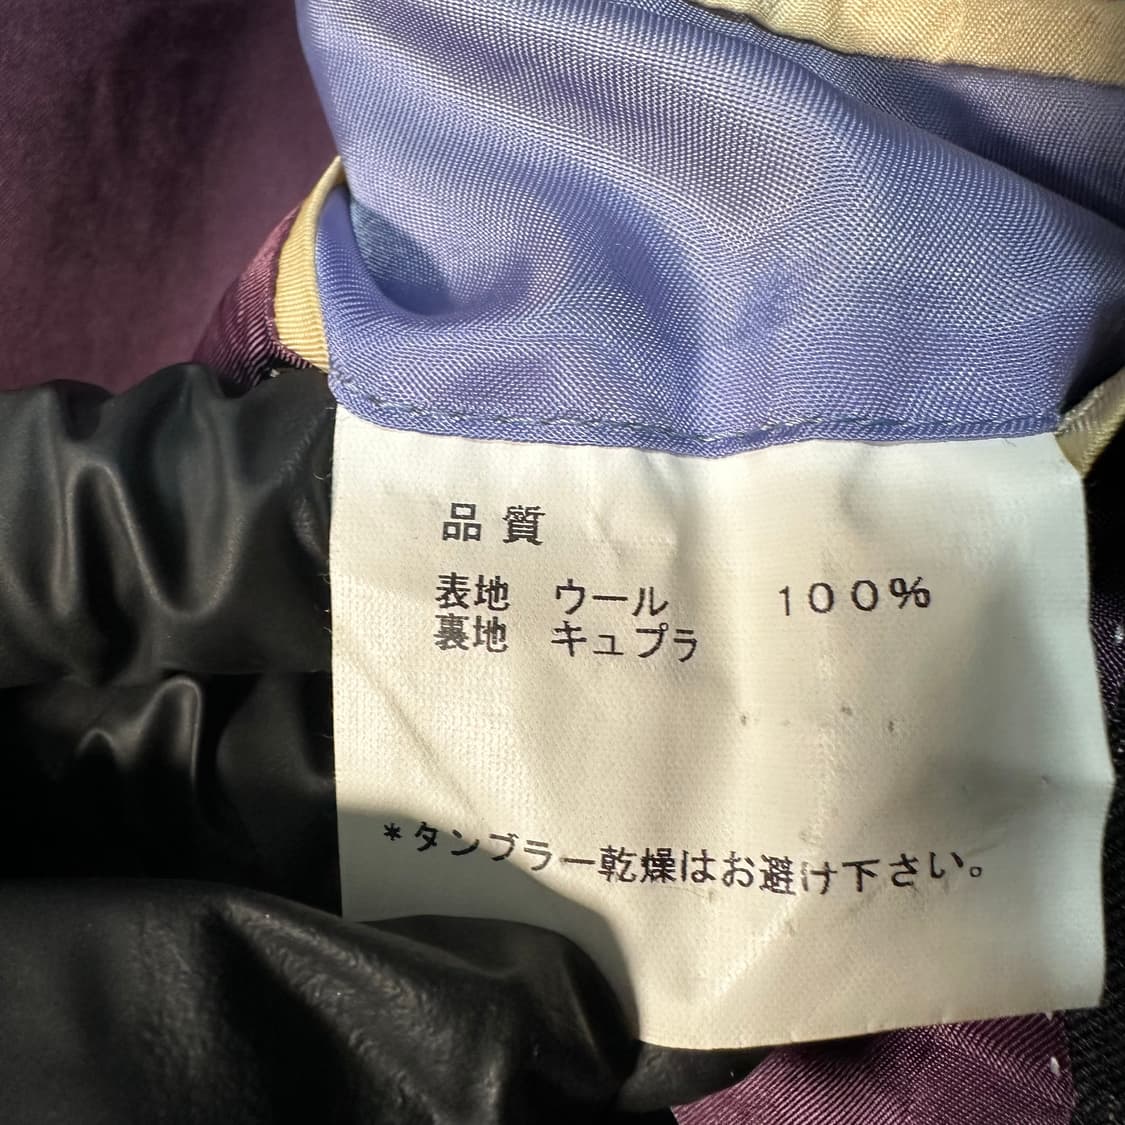 品質
表地 ウール 100%
裏地 キュプラ
*タンブラー乾燥はお避け下さい。